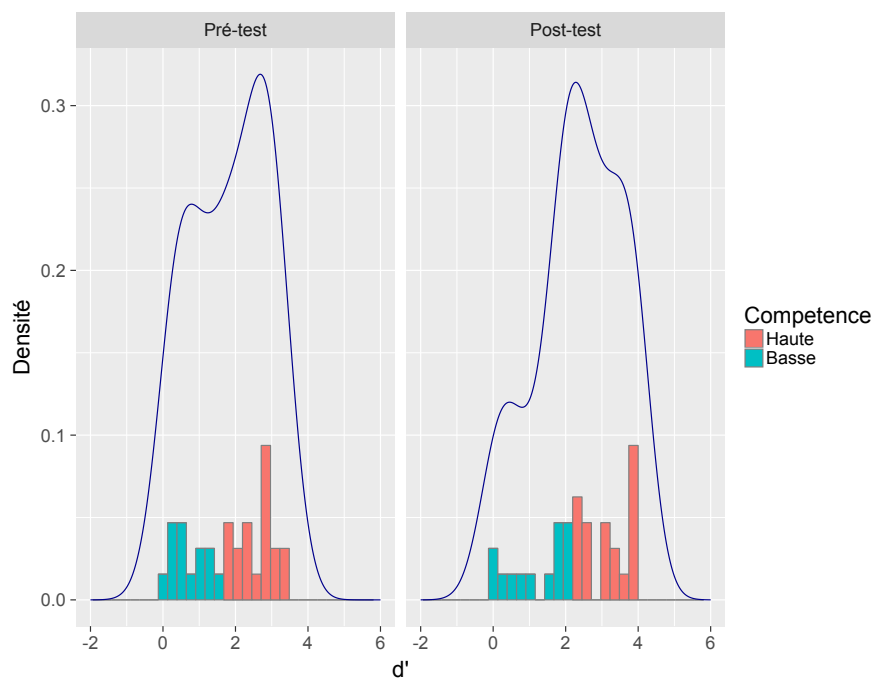 Pré-test
Post-test
Densité
0.3
0.2
0.1
0.0
-2
0
2
4
6
-2
0
2
4
6
d'
Competence
Haute
Basse